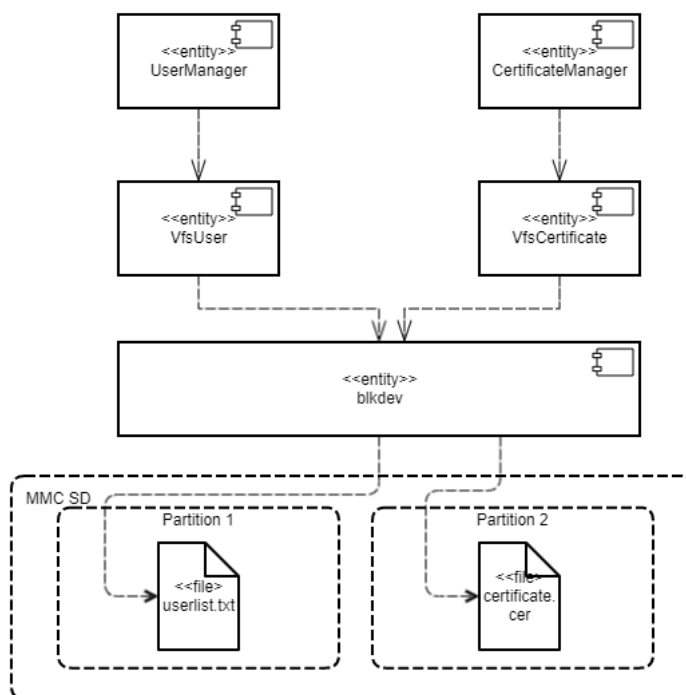 <<entity>>
UserManager
<<entity>>
CertificateManager
<<entity>>
VfsUser
<<entity>>
VfsCertificate
<<entity>>
blkdev
MMC SD
Partition 1
Partition 2
<<file>
userlist.txt
<<file>
certificate.
cer